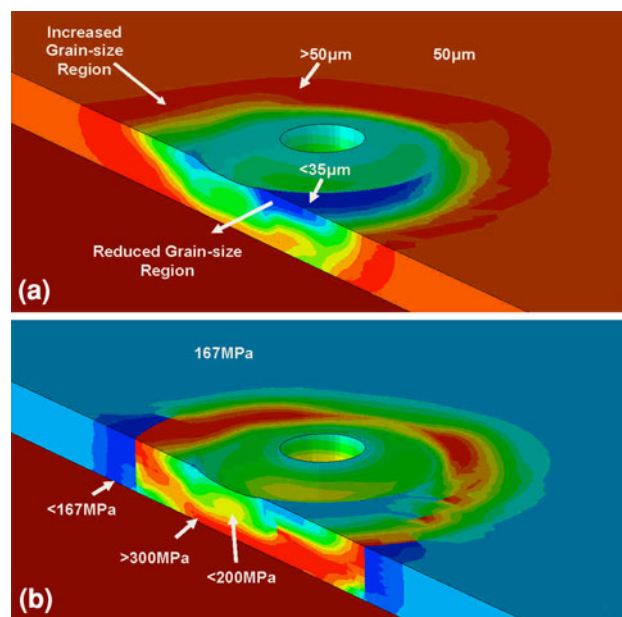 Increased
Grain-size
Region
>50µm
50µm
<35µm
Reduced Grain-size
Region
(a)
167MPa
<167MPa
>300MPa
<200MPa
(b)